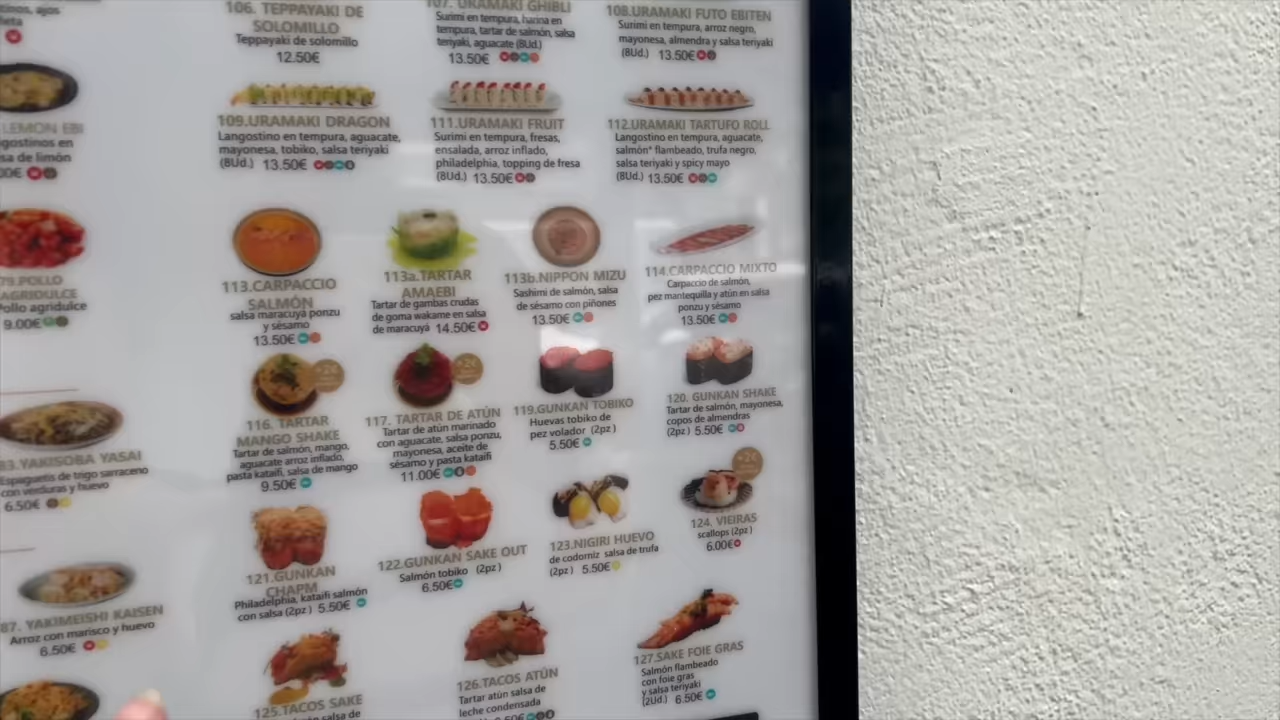 106. TEPPAYAKI DE
SOLOMILLO
Teppayaki de solomillo
12.50€
107. URAMAKI GHIBLI
Surimi en tempura, harina en
tempura, tartar de salmón, salsa
teriyaki, aguacate (8Ud.)
13.50€
108.URAMAKI FUTO EBITEN
Surimi en tempura, arroz negro,
mayonesa, almendra y salsa teriyaki
(8Ud.) 13.50€
LEMON EBI
gostinos en
sa de limón
00€
109.URAMAKI DRAGON
Langostino en tempura, aguacate,
mayonesa, tobiko, salsa teriyaki
(8Ud.) 13.50€
111.URAMAKI FRUIT
Surimi en tempura, fresas,
ensalada, arroz inflado,
philadelphia, topping de fresa
(8Ud.) 13.50€
112.URAMAKI TARTUFO ROLL
Langostino en tempura, aguacate,
salmón* flambeado, trufa negro,
salsa teriyaki y spicy mayo
(8Ud.) 13.50€
79.POLLO
AGRIDULCE
Pollo agridulce
9.00€
113.CARPACCIO
SALMÓN
salsa maracuyá ponzu
y sésamo
13.50€
113a.TARTAR
AMAEBI
Tartar de gambas crudas
de goma wakame en salsa
de maracuyá 14.50€
113b.NIPPON MIZU
Sashimi de salmón, salsa
de sésamo con piñones
13.50€
114.CARPACCIO MIXTO
Carpaccio de salmón,
pez mantequilla y atún en salsa
ponzu y sésamo
13.50€
83.YAKISOBA YASAI
Espaguetis de trigo sarraceno
con verduras y huevo
6.50€
+2€
116. TARTAR
MANGO SHAKE
Tartar de salmón, mango,
aguacate arroz inflado,
pasta kataifi, salsa de mango
9.50€
+2€
117. TARTAR DE ATÚN
Tartar de atún marinado
con aguacate, salsa ponzu,
mayonesa, aceite de
sésamo y pasta kataifi
11.00€
119.GUNKAN TOBIKO
Huevas tobiko de
pez volador (2pz)
5.50€
120. GUNKAN SHAKE
Tartar de salmón, mayonesa,
copos de almendras
(2pz) 5.50€
87. YAKIMESHI KAISEN
Arroz con marisco y huevo
6.50€
121.GUNKAN
CHAPM
Philadelphia, kataifi salmón
con salsa (2pz) 5.50€
122.GUNKAN SAKE OUT
Salmón tobiko (2pz)
6.50€
123.NIGIRI HUEVO
de codorniz salsa de trufa
(2pz) 5.50€
+2€
124. VIEIRAS
scallops (2pz)
6.00€
125.TACOS SAKE
salsa de
126.TACOS ATÚN
Tartar atún salsa de
leche condensada
127.SAKE FOIE GRAS
Salmón flambeado
con foie gras
y salsa teriyaki
(2Ud.) 6.50€